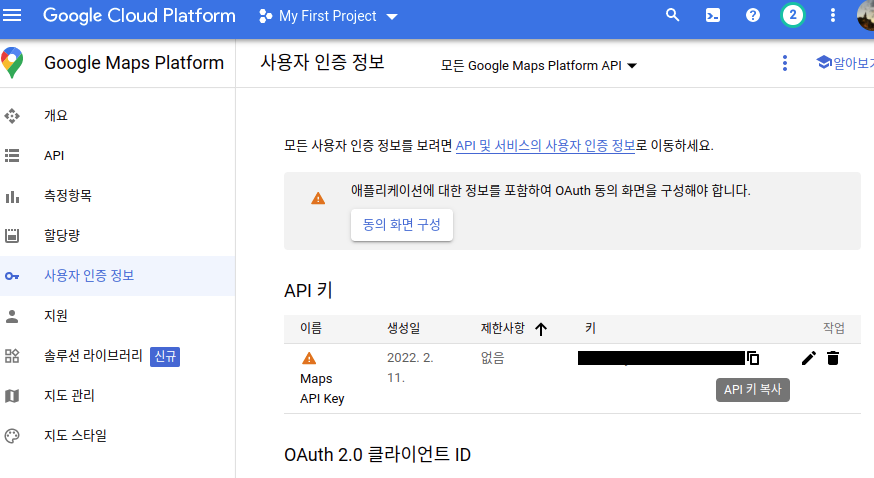 Google Cloud Platform
My First Project
2
Google Maps Platform
사용자 인증 정보
모든 Google Maps Platform API
알아보기
개요
API
측정항목
할당량
사용자 인증 정보
지원
솔루션 라이브러리 신규
지도 관리
지도 스타일
모든 사용자 인증 정보를 보려면 API 및 서비스의 사용자 인증 정보로 이동하세요.
애플리케이션에 대한 정보를 포함하여 OAuth 동의 화면을 구성해야 합니다.
동의 화면 구성
API 키
이름 생성일 제한사항 키 작업
Maps API Key
2022. 2. 11.
없음
API 키 복사
OAuth 2.0 클라이언트 ID